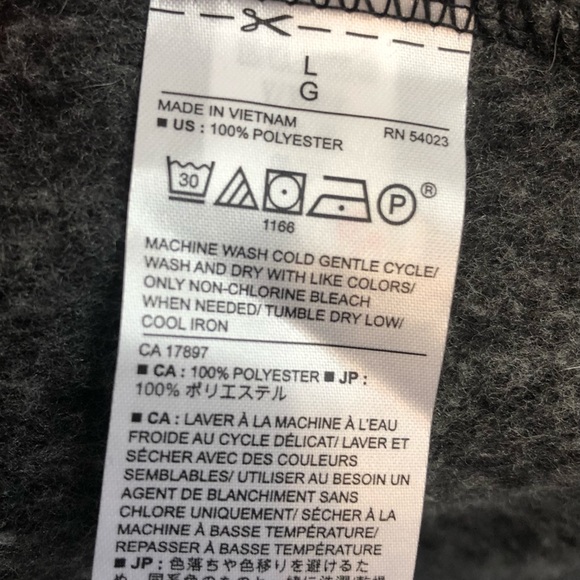 L
G
MADE IN VIETNAM
RN 54023
■ US : 100% POLYESTER
30
P ®
1166
MACHINE WASH COLD GENTLE CYCLE/
WASH AND DRY WITH LIKE COLORS/
ONLY NON-CHLORINE BLEACH
WHEN NEEDED/ TUMBLE DRY LOW/
COOL IRON
CA 17897
■ CA : 100% POLYESTER ■ JP :
100% ポリエステル
■ CA : LAVER À LA MACHINE À L'EAU
FROIDE AU CYCLE DÉLICAT/ LAVER ET
SÉCHER AVEC DES COULEURS
SEMBLABLES/ UTILISER AU BESOIN UN
AGENT DE BLANCHIMENT SANS
CHLORE UNIQUEMENT/ SÉCHER À LA
MACHINE À BASSE TEMPÉRATURE/
REPASSER À BASSE TEMPÉRATURE
■ JP : 色落ちや色移りを避けるた